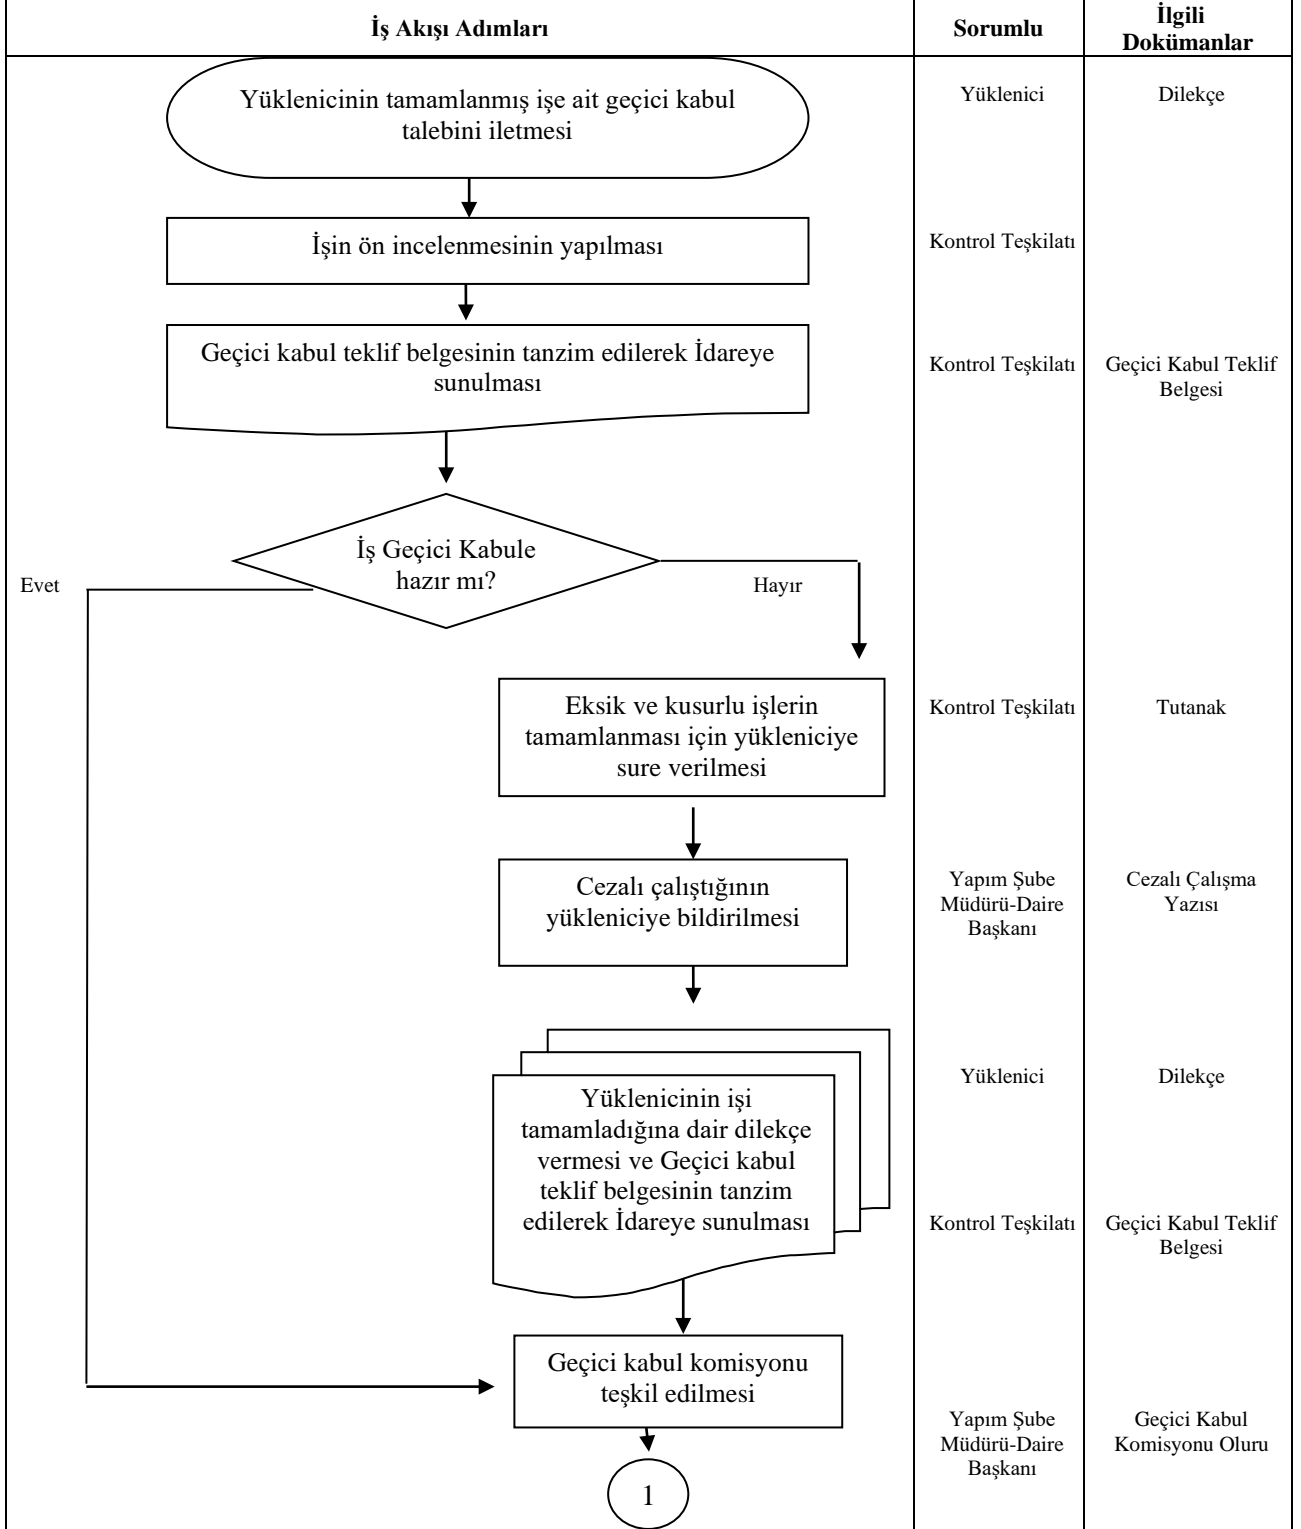 İş Akışı Adımları
Sorumlu
İlgili
Dokümanlar
Yüklenicinin tamamlanmış işe ait geçici kabul
talebini iletmesi
Yüklenici
Dilekçe
İşin ön incelenmesinin yapılması
Kontrol Teşkilatı
Geçici kabul teklif belgesinin tanzim edilerek İdareye
sunulması
Kontrol Teşkilatı
Geçici Kabul Teklif
Belgesi
İş Geçici Kabule
hazır mı?
Evet
Hayır
Eksik ve kusurlu işlerin
tamamlanması için yükleniciye
sure verilmesi
Kontrol Teşkilatı
Tutanak
Cezalı çalıştığının
yükleniciye bildirilmesi
Yapım Şube
Müdürü-Daire
Başkanı
Cezalı Çalışma
Yazısı
Yüklenicinin işi
tamamladığına dair dilekçe
vermesi ve Geçici kabul
teklif belgesinin tanzim
edilerek İdareye sunulması
Yüklenici
Dilekçe
Kontrol Teşkilatı
Geçici Kabul Teklif
Belgesi
Geçici kabul komisyonu
teşkil edilmesi
Yapım Şube
Müdürü-Daire
Başkanı
Geçici Kabul
Komisyonu Oluru
1